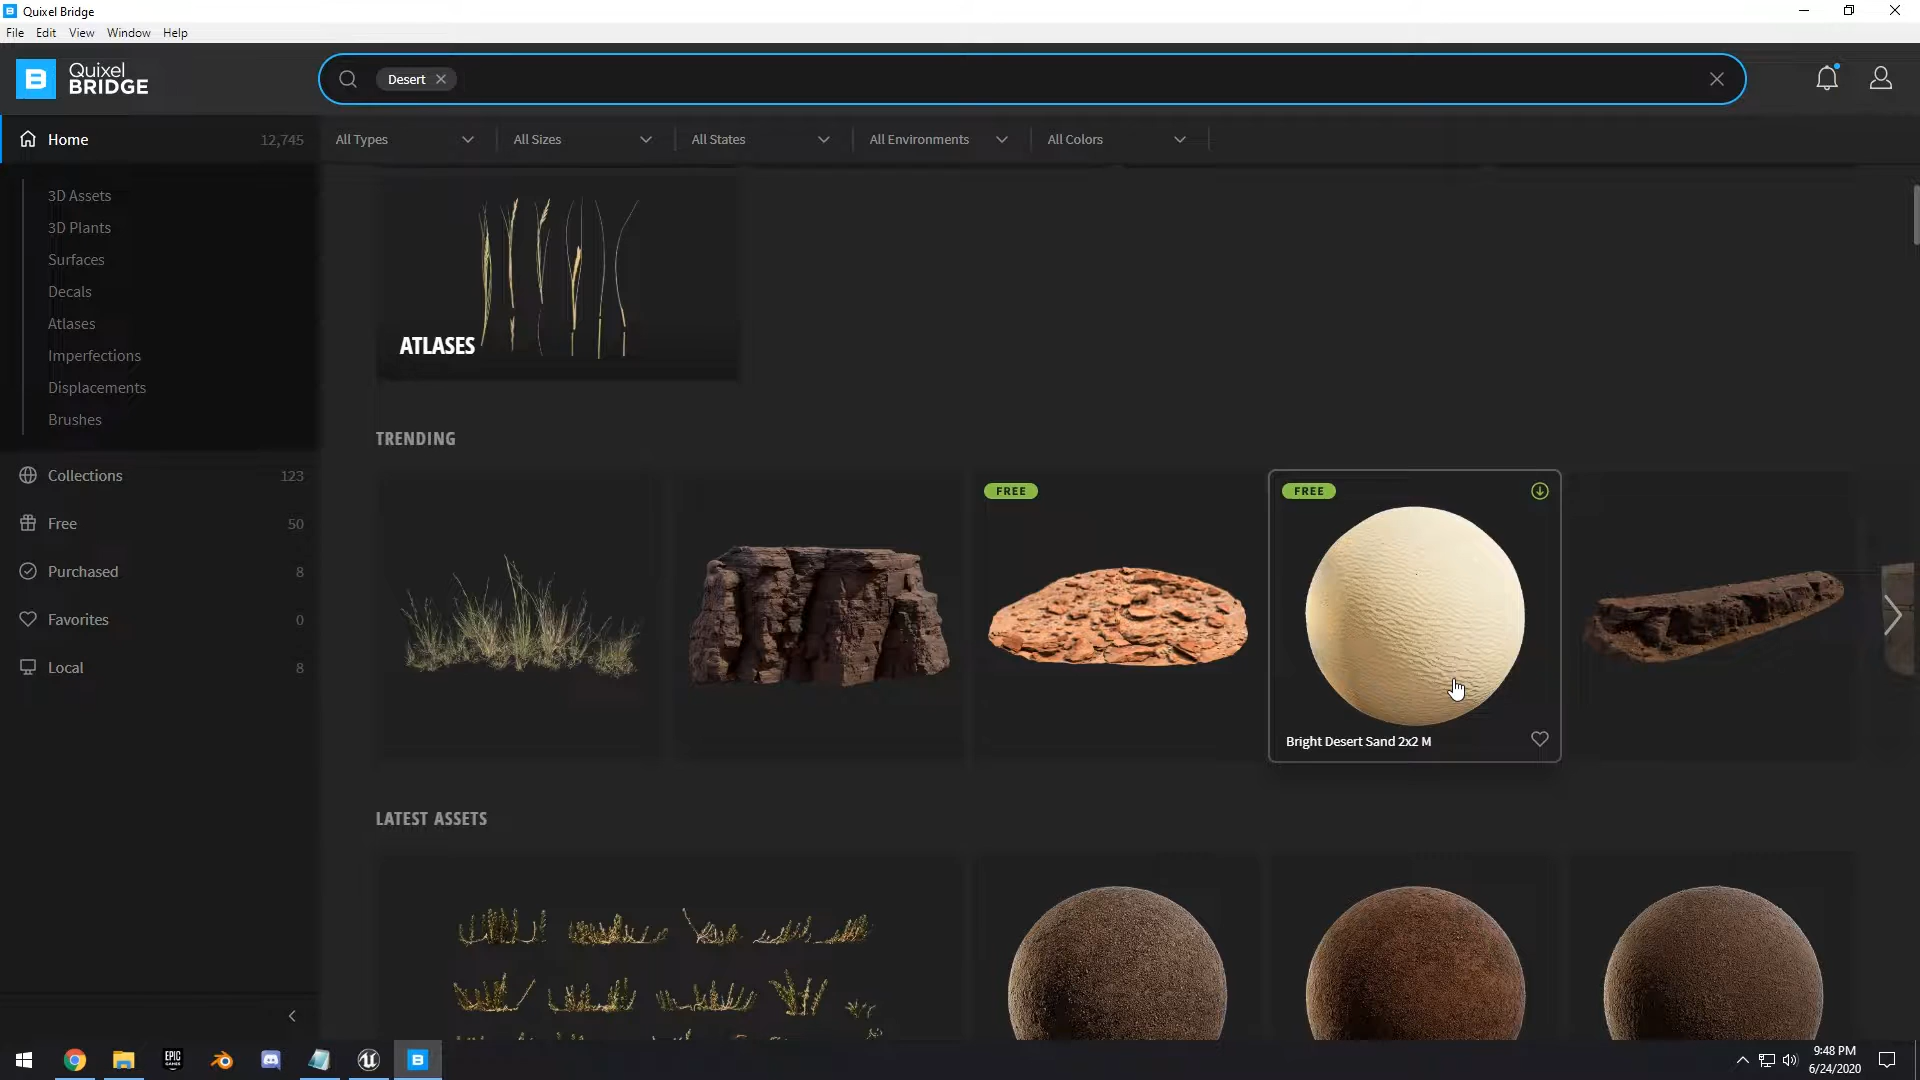 Quixel Bridge
File Edit View Window Help
B Quixel
BRIDGE
Desert
Home 12,745
All Types All Sizes All States All Environments All Colors
3D Assets
3D Plants
Surfaces
Decals
Atlases
Imperfections
Displacements
Brushes
Collections 123
Free 50
Purchased 8
Favorites 0
Local 8
ATLASES
TRENDING
FREE
FREE
Bright Desert Sand 2x2 M
LATEST ASSETS
EPIC
GAMES
B
9:48 PM
6/24/2020